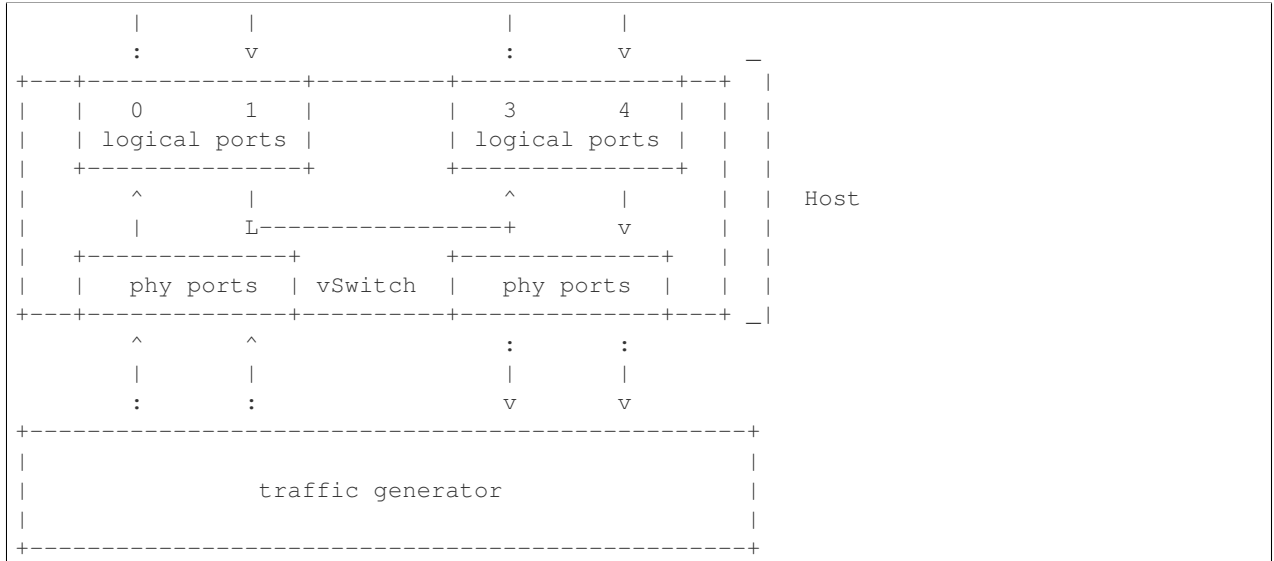 0 1 3 4
logical ports logical ports
Host
phy ports vSwitch phy ports
traffic generator